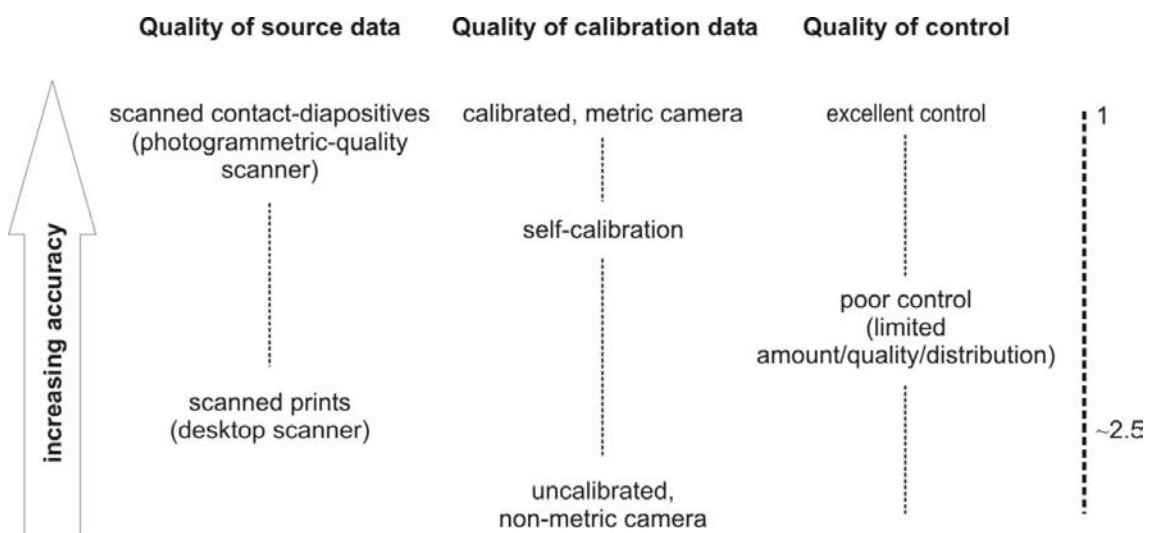 Quality of source data
Quality of calibration data
Quality of control
increasing accuracy
scanned contact-diapositives
(photogrammetric-quality
scanner)
scanned prints
(desktop scanner)
calibrated, metric camera
self-calibration
uncalibrated,
non-metric camera
excellent control
poor control
(limited
amount/quality/distribution)
1
~2.5